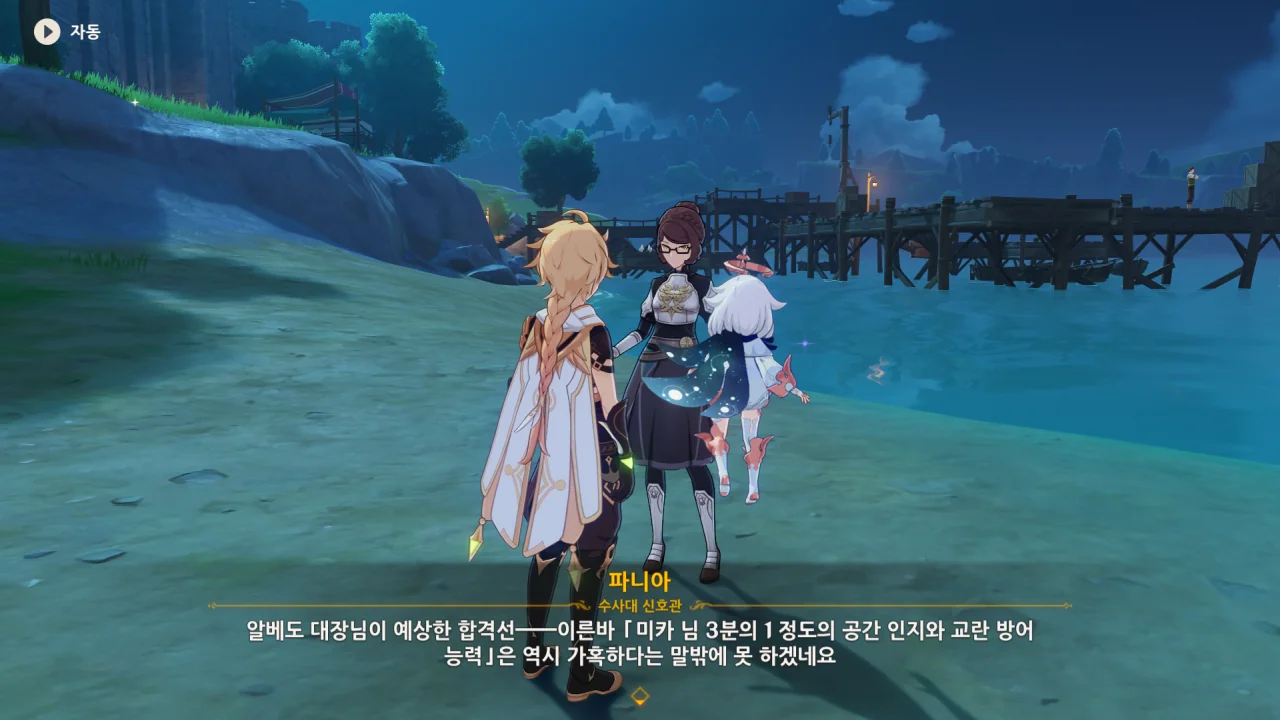 자동
파니아
수사대 신호관
알베도 대장님이 예상한 합격선——이른바 「미카 님 3분의 1 정도의 공간 인지와 교란 방어
능력」은 역시 가혹하다는 말밖에 못 하겠네요